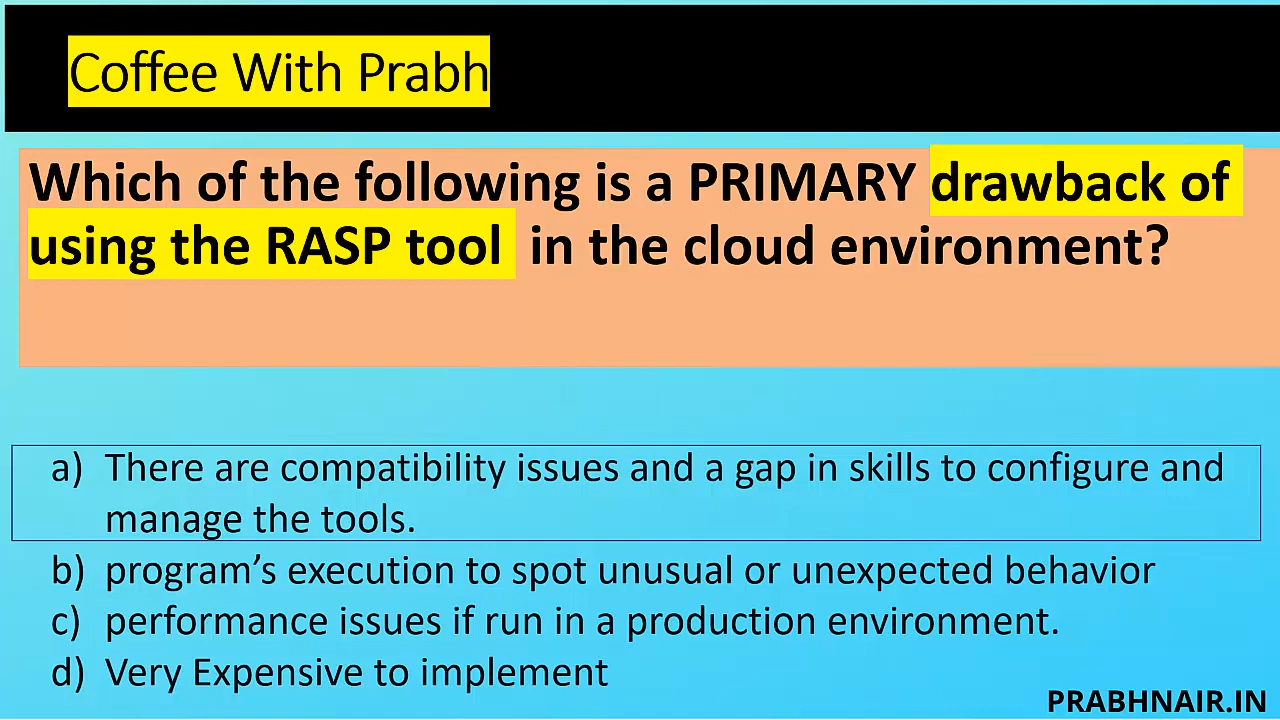 Coffee With Prabh
Which of the following is a PRIMARY drawback of
using the RASP tool in the cloud environment?
a) There are compatibility issues and a gap in skills to configure and
manage the tools.
b) program’s execution to spot unusual or unexpected behavior
c) performance issues if run in a production environment.
d) Very Expensive to implement
PRABHNAIR.IN